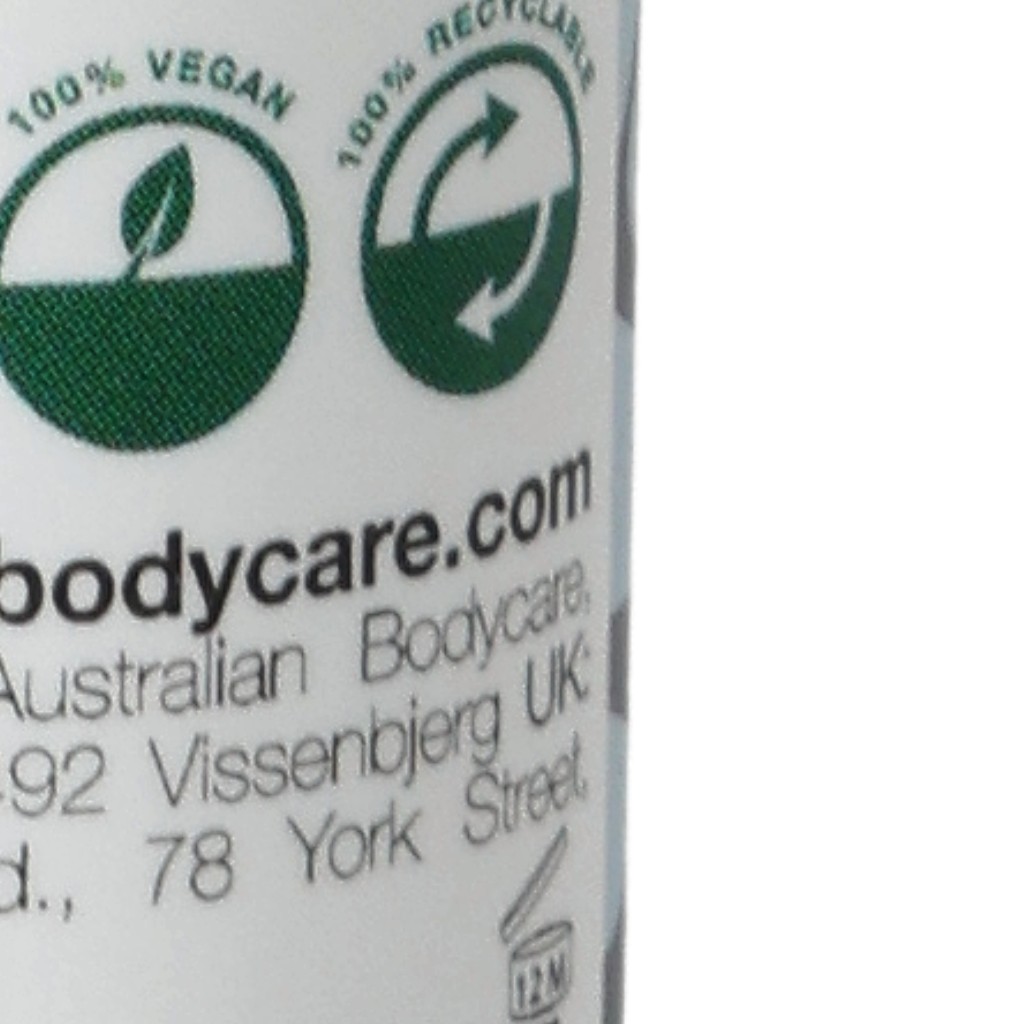 100% VEGAN
100% RECYCLABLE
bodycare.com
Australian Bodycare,
-92 Vissenbjerg UK:
d., 78 York Street,
12M